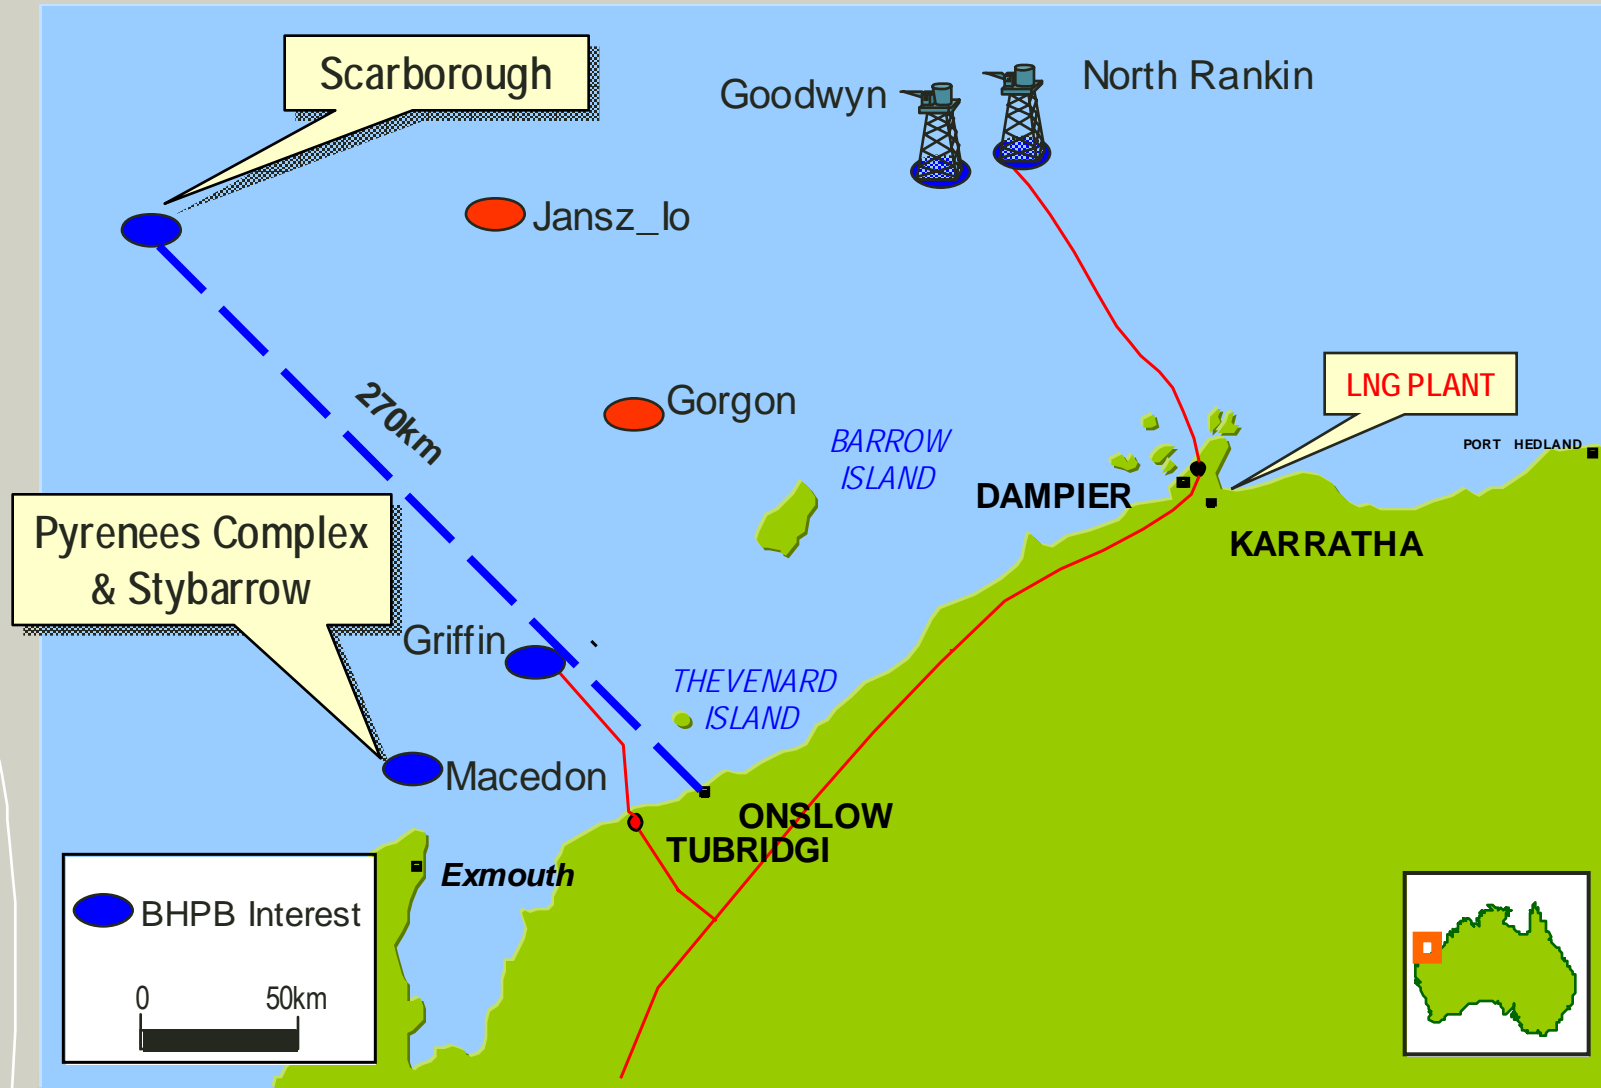 Scarborough
Goodwyn
North Rankin
Jansz_Io
270km
Gorgon
LNG PLANT
BARROW
ISLAND
PORT HEDLAND
DAMPIER
KARRATHA
Pyrenees Complex
& Stybarrow
Griffin
THEVENARD
ISLAND
Macedon
ONSLOW
TUBRIDGI
Exmouth
BHPB Interest
0 50km